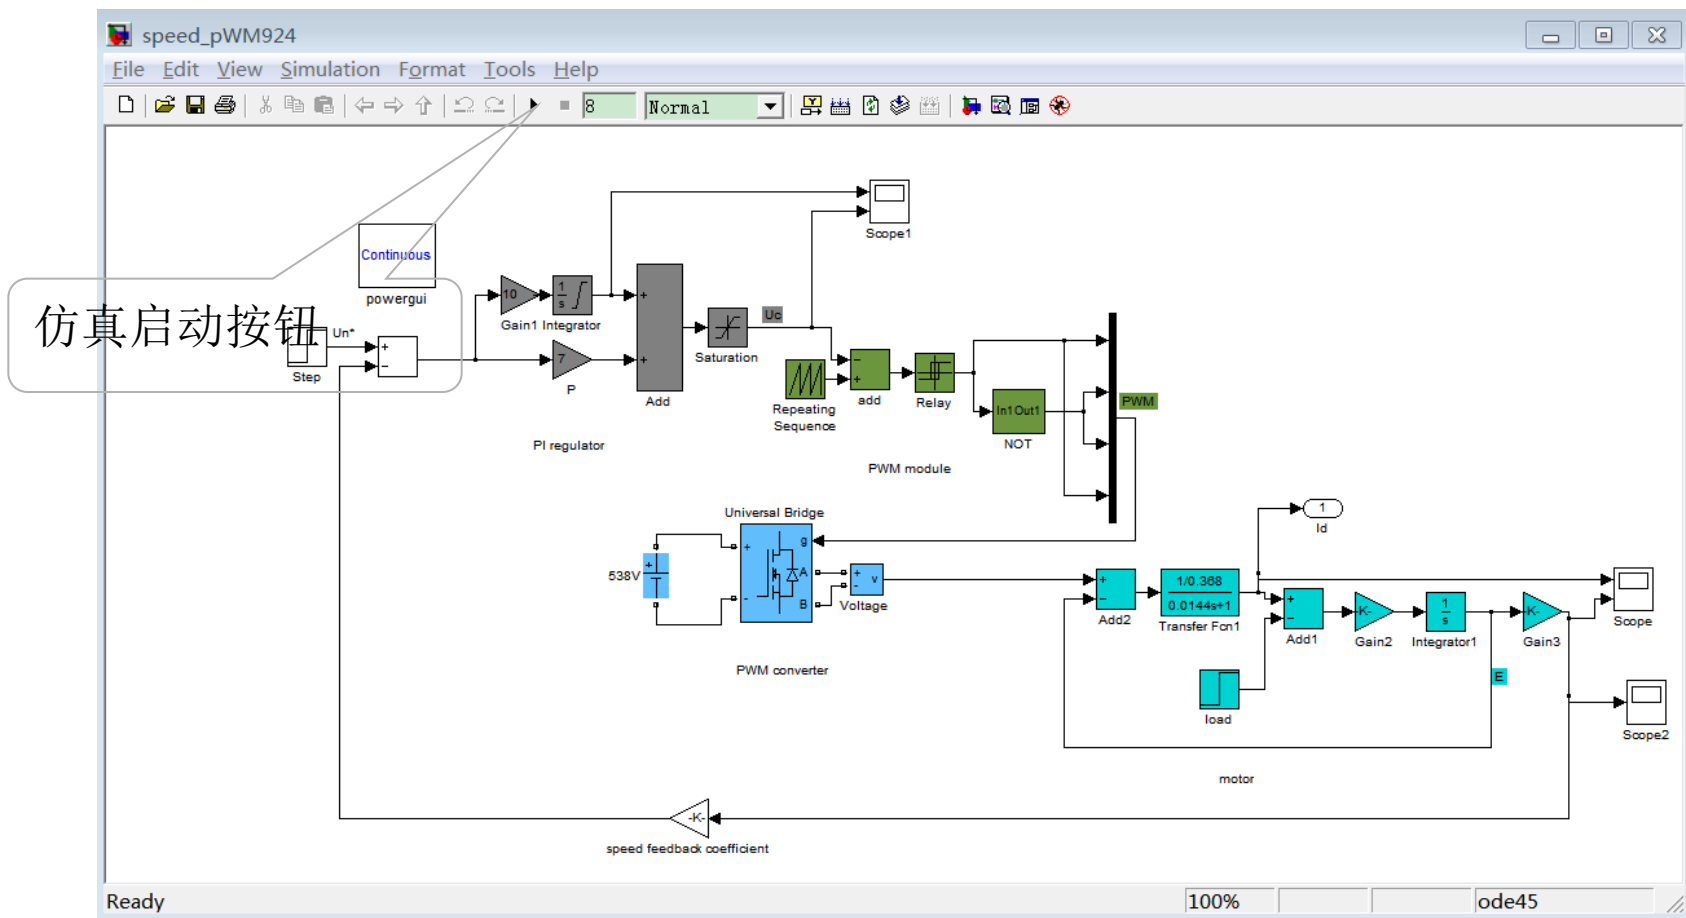 speed_pWM924
File Edit View Simulation Format Tools Help
8 Normal
Scope1
Continuous
powergui
仿真启动按钮
Un*
Step
+
−
10
Gain1
1
s
Integrator
7
P
+
+
Add
Saturation
Uc
Repeating
Sequence
−
+
add
Relay
In1 Out1
NOT
PWM
PI regulator
PWM module
Universal Bridge
538V
+
+
-
g
A
B
+
-
v
Voltage
PWM converter
+
−
Add2
1/0.368
0.0144s+1
Transfer Fcn1
1
Id
+
−
Add1
-K-
Gain2
1
s
Integrator1
-K-
Gain3
Scope
E
load
Scope2
motor
-K-
speed feedback coefficient
Ready 100% ode45